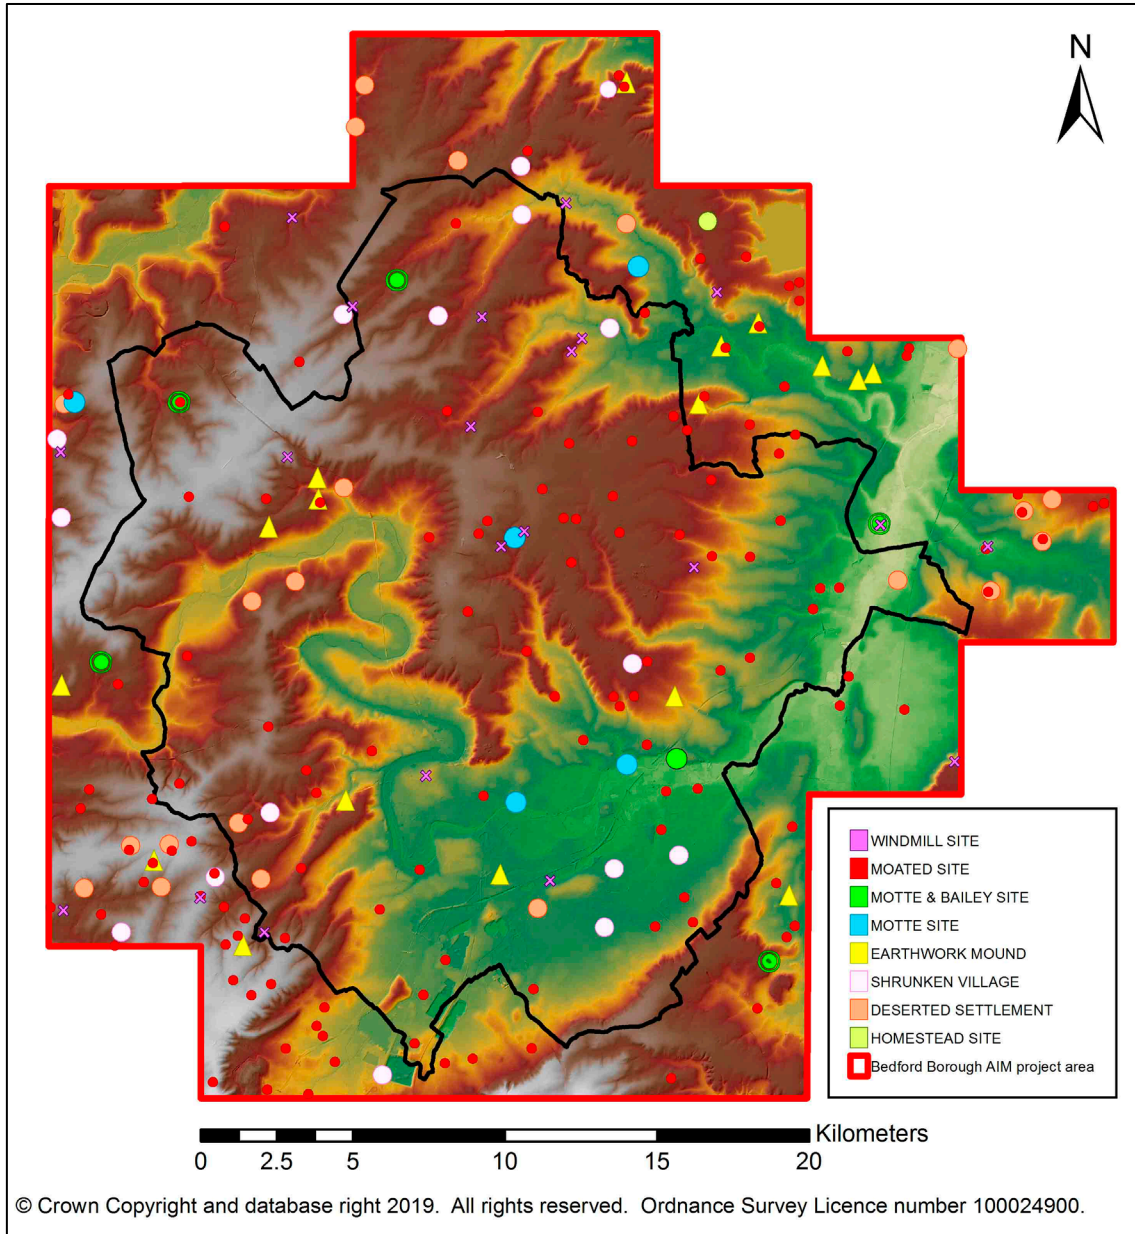 N
WINDMILL SITE
MOATED SITE
MOTTE & BAILEY SITE
MOTTE SITE
EARTHWORK MOUND
SHRUNKEN VILLAGE
DESERTED SETTLEMENT
HOMESTEAD SITE
Bedford Borough AIM project area
Kilometers
0 2.5 5 10 15 20
© Crown Copyright and database right 2019. All rights reserved. Ordnance Survey Licence number 100024900.